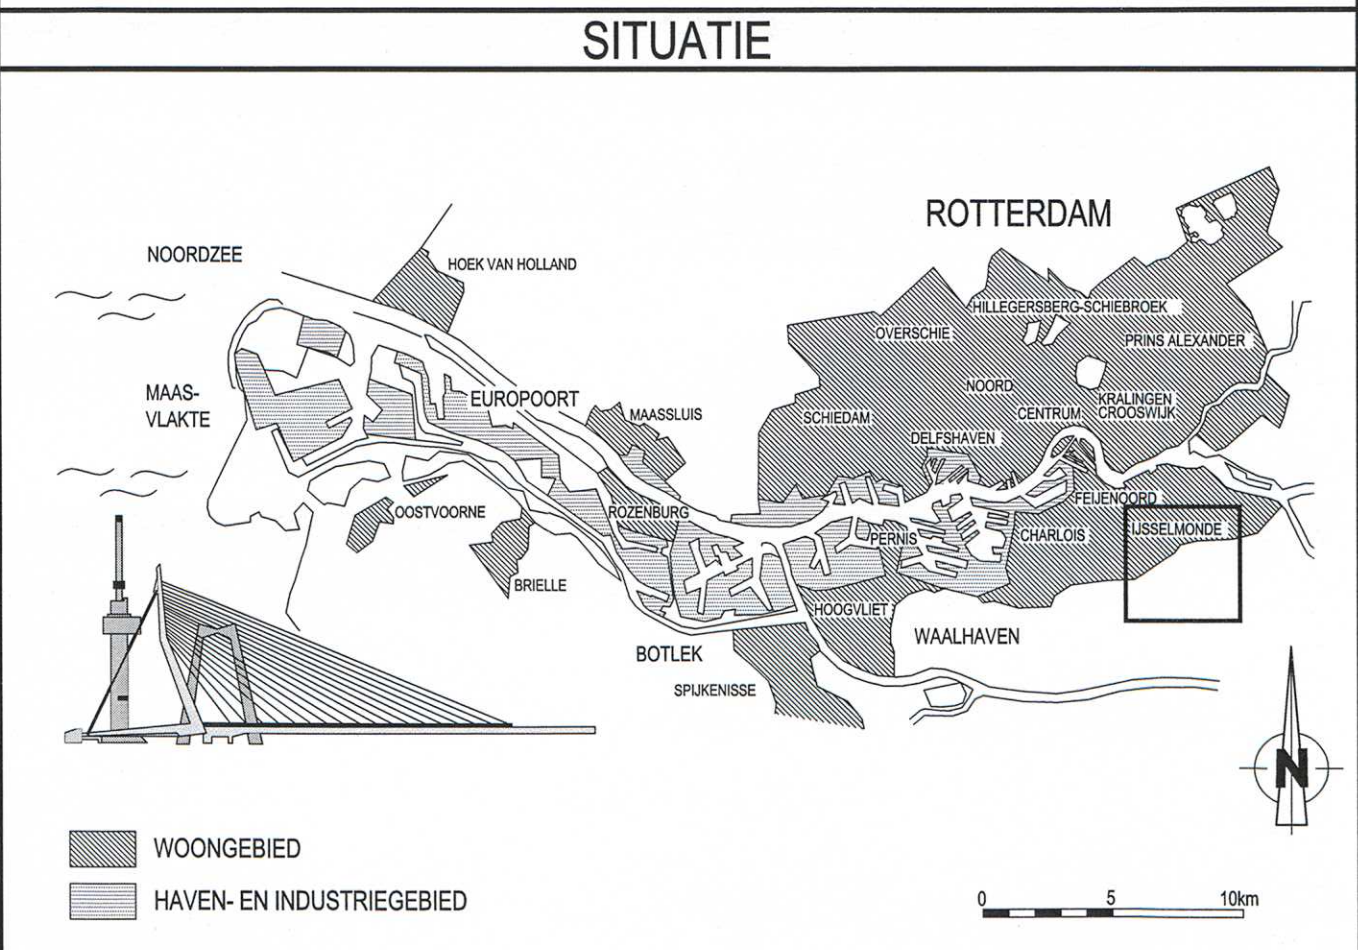 SITUATIE
ROTTERDAM
NOORDZEE
HOEK VAN HOLLAND
HILLEGERSBERG-SCHIEBROEK
OVERSCHIE
PRINS ALEXANDER
MAAS-
VLAKTE
EUROPOORT
NOORD
KRALINGEN
CROOSWIJK
MAASSLUIS
SCHIEDAM
CENTRUM
DELFSHAVEN
OOSTVOORNE
ROZENBURG
FEIJENOORD
PERNIS
CHARLOIS
IJSSELMONDE
BRIELLE
HOOGVLIET
WAALHAVEN
BOTLEK
SPIJKENISSE
N
WOONGEBIED
HAVEN- EN INDUSTRIEGEBIED
0 5 10km